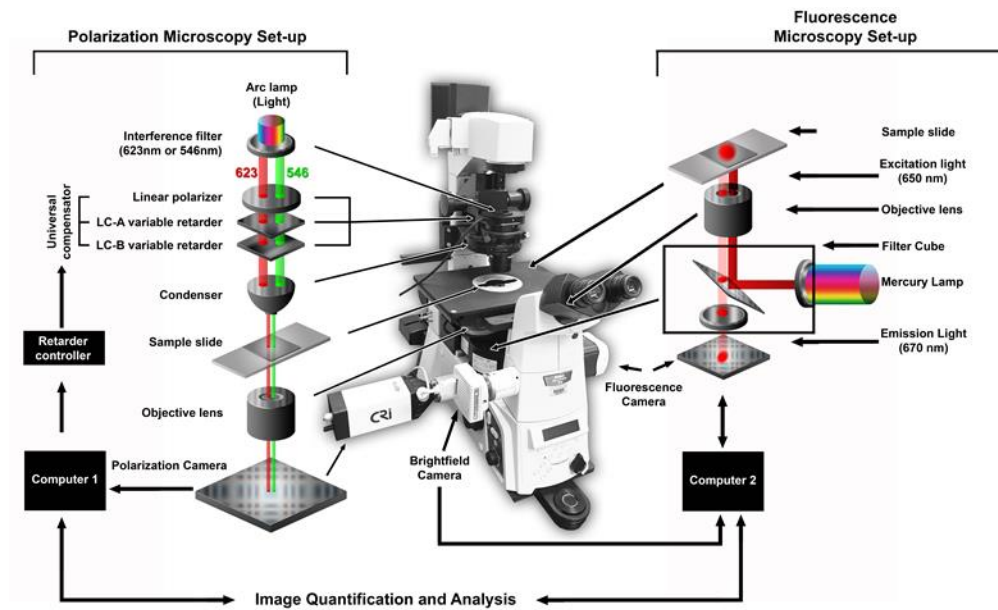 Polarization Microscopy Set-up
Fluorescence
Microscopy Set-up
Arc lamp
(Light)
Interference filter
(623nm or 546nm)
623
546
Linear polarizer
LC-A variable retarder
LC-B variable retarder
Universal
compensator
Condenser
Retarder
controller
Sample slide
Objective lens
Polarization Camera
Computer 1
CRi
Brightfield
Camera
Fluorescence
Camera
Sample slide
Excitation light
(650 nm)
Objective lens
Filter Cube
Mercury Lamp
Emission Light
(670 nm)
Computer 2
Image Quantification and Analysis